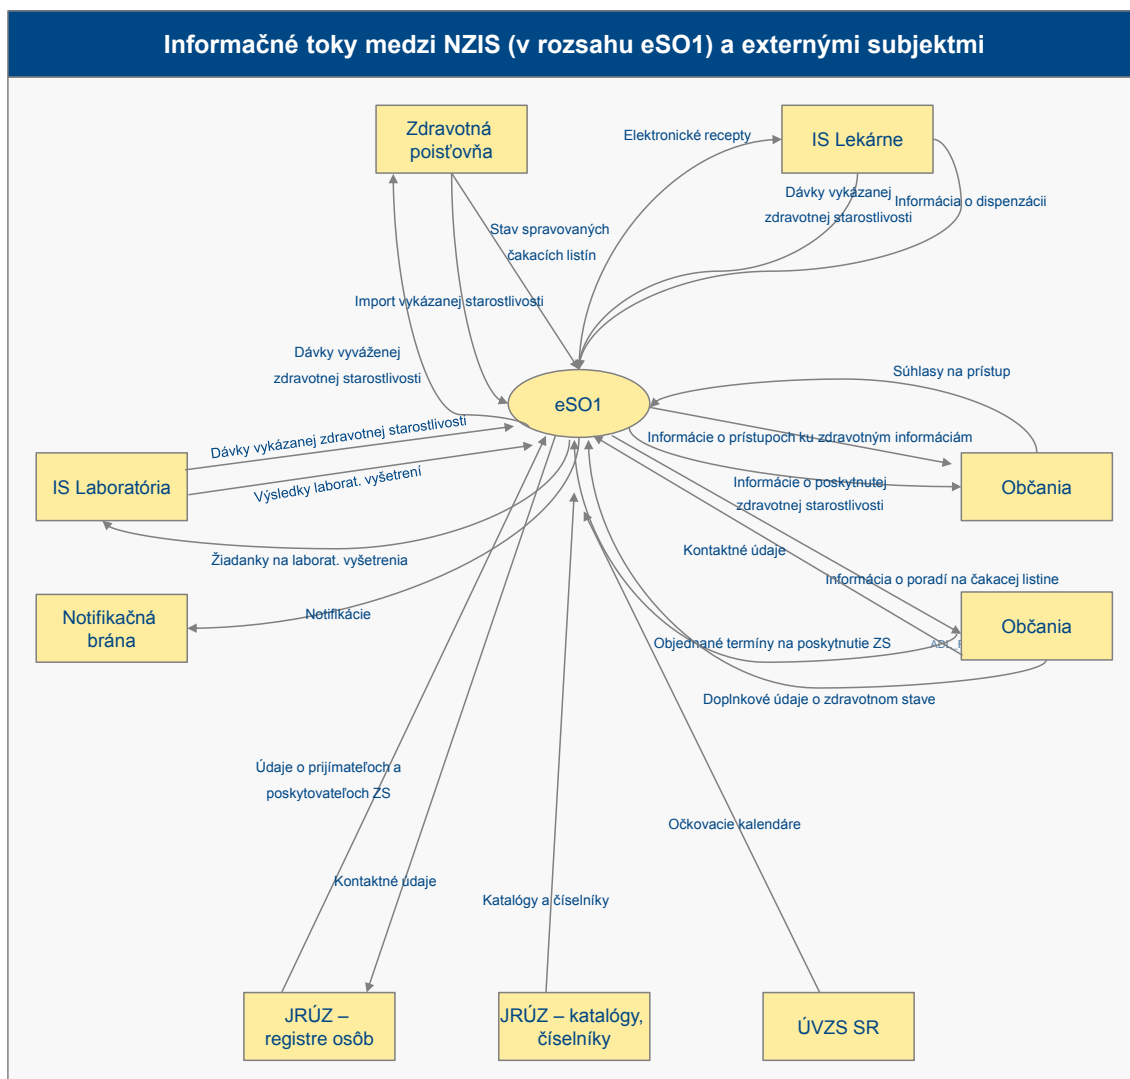 Informačné toky medzi NZIS (v rozsahu eSO1) a externými subjektmi
Zdravotná
poisťovňa
Elektronické recepty
IS Lekárne
Dávky vykázanej
zdravotnej starostlivosti
Informácia o dispenzácii
Stav spravovaných
čakacích listín
Import vykázanej starostlivosti
Dávky vyváženej
zdravotnej starostlivosti
Súhlasy na prístup
eSO1
Dávky vykázanej zdravotnej starostlivosti
Informácie o prístupoch ku zdravotným informáciám
IS Laboratória
Výsledky laborat. vyšetrení
Informácie o poskytnutej
zdravotnej starostlivosti
Občania
Žiadanky na laborat. vyšetrenia
Kontaktné údaje
Informácia o poradí na čakacej listine
Notifikačná
brána
Notifikácie
Občania
Objednané termíny na poskytnutie ZS
Doplnkové údaje o zdravotnom stave
Údaje o prijímateľoch a
poskytovateľoch ZS
Očkovacie kalendáre
Kontaktné údaje
Katalógy a číselníky
JRÚZ –
registre osôb
JRÚZ – katalógy,
číselníky
ÚVZS SR